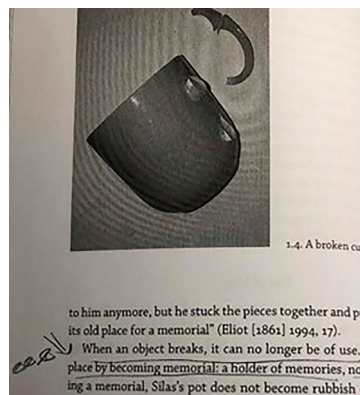 1.4. A broken cu
to him anymore, but he stuck the pieces together and p
its old place for a memorial” (Eliot [1861] 1994, 17).
When an object breaks, it can no longer be of use.
place by becoming memorial: a holder of memories, no
ing a memorial, Silas’s pot does not become rubbish